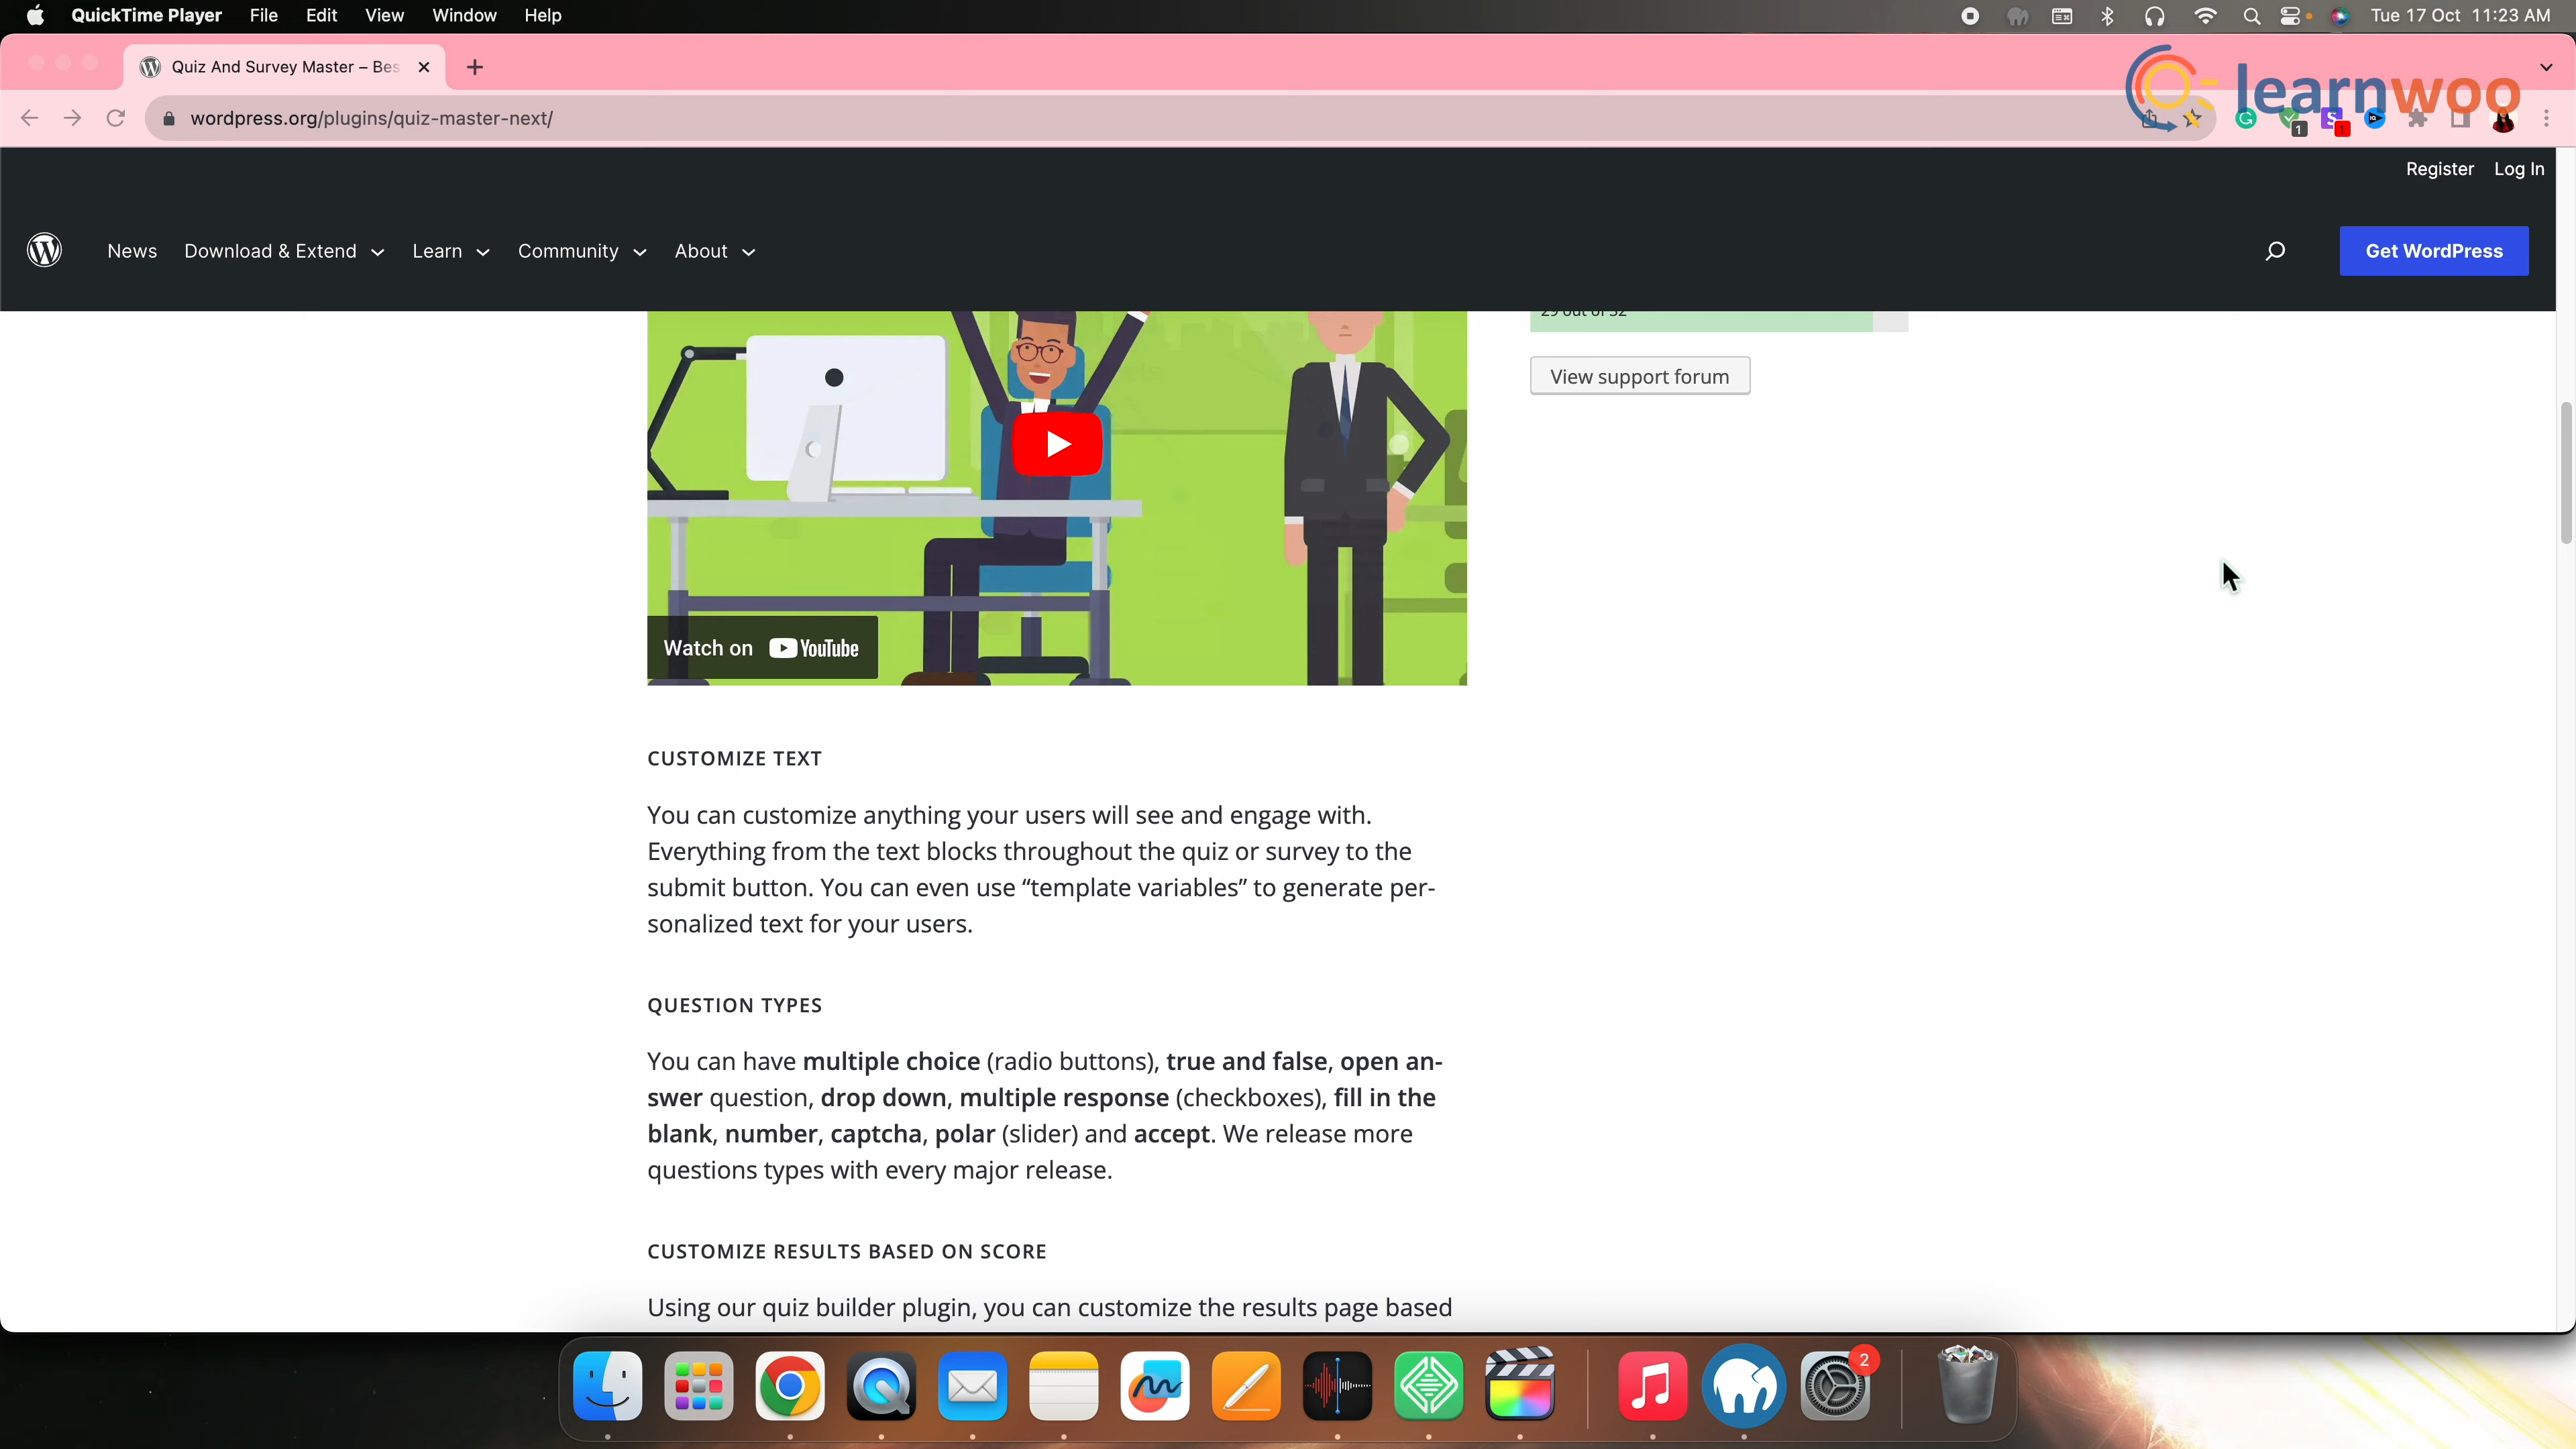 QuickTime Player File Edit View Window Help
Tue 17 Oct 11:23 AM
Quiz And Survey Master – Bes
learnwoo
wordpress.org/plugins/quiz-master-next/
1
Register Log In
News Download & Extend Learn Community About
Get WordPress
29 out of 32
View support forum
Watch on YouTube
CUSTOMIZE TEXT
You can customize anything your users will see and engage with.
Everything from the text blocks throughout the quiz or survey to the
submit button. You can even use “template variables” to generate per-
sonalized text for your users.
QUESTION TYPES
You can have multiple choice (radio buttons), true and false, open an-
swer question, drop down, multiple response (checkboxes), fill in the
blank, number, captcha, polar (slider) and accept. We release more
questions types with every major release.
CUSTOMIZE RESULTS BASED ON SCORE
Using our quiz builder plugin, you can customize the results page based
2